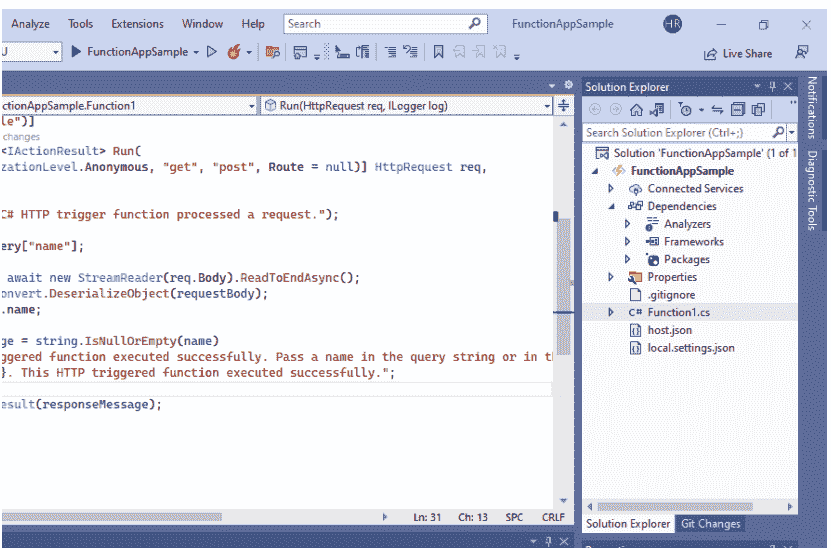 Analyze Tools Extensions Window Help Search FunctionAppSample HR
U FunctionAppSample Live Share
Solution Explorer
ctionAppSample.Function1 Run(HttpRequest req, ILogger log)
le")]
changes
<IActionResult> Run(
zationLevel.Anonymous, "get", "post", Route = null)] HttpRequest req,
C# HTTP trigger function processed a request.");
ery["name"];
await new StreamReader(req.Body).ReadToEndAsync();
onvert.DeserializeObject(requestBody);
.name;
ge = string.IsNullOrEmpty(name)
ggered function executed successfully. Pass a name in the query string or in th
}. This HTTP triggered function executed successfully.";
esult(responseMessage);
Ln: 31 Ch: 13 SPC CRLF
Search Solution Explorer (Ctrl+;)
Solution 'FunctionAppSample' (1 of 1
FunctionAppSample
Connected Services
Dependencies
Analyzers
Frameworks
Packages
Properties
.gitignore
C# Function1.cs
host.json
local.settings.json
Solution Explorer Git Changes
Notifications
Diagnostic Tools